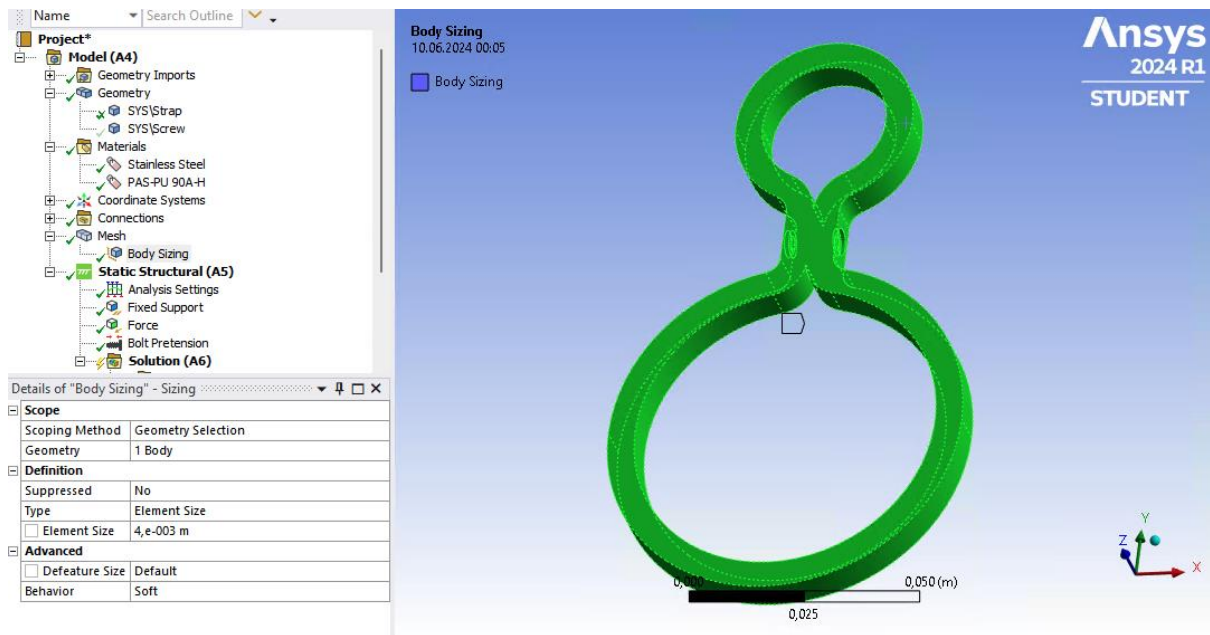 Name Search Outline
Project*
Model (A4)
Geometry Imports
Geometry
SYS\Strap
SYS\Screw
Materials
Stainless Steel
PAS-PU 90A-H
Coordinate Systems
Connections
Mesh
Body Sizing
Static Structural (A5)
Analysis Settings
Fixed Support
Force
Bolt Pretension
Solution (A6)
Details of "Body Sizing" - Sizing
Scope
Scoping Method Geometry Selection
Geometry 1 Body
Definition
Suppressed No
Type Element Size
Element Size 4,e-003 m
Advanced
Defeature Size Default
Behavior Soft
Body Sizing
10.06.2024 00:05
Body Sizing
Ansys
2024 R1
STUDENT
0,000 0,050 (m)
0,025
Y
Z
X